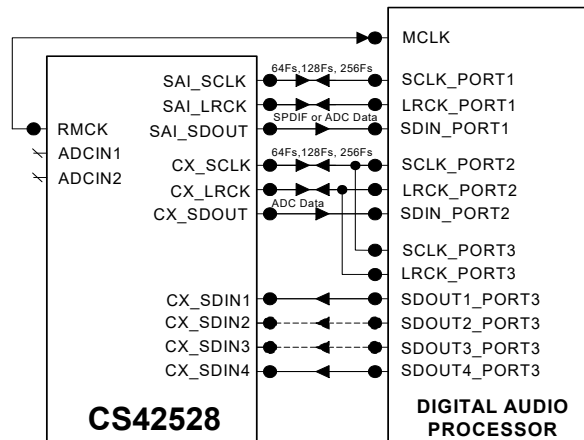 MCLK
64Fs,128Fs, 256Fs
SAI_SCLK
SCLK_PORT1
SAI_LRCK
LRCK_PORT1
SPDIF or ADC Data
RMCK
SAI_SDOUT
SDIN_PORT1
ADCIN1
64Fs,128Fs, 256Fs
CX_SCLK
SCLK_PORT2
ADCIN2
CX_LRCK
LRCK_PORT2
ADC Data
CX_SDOUT
SDIN_PORT2
SCLK_PORT3
LRCK_PORT3
CX_SDIN1
SDOUT1_PORT3
CX_SDIN2
SDOUT2_PORT3
CX_SDIN3
SDOUT3_PORT3
CX_SDIN4
SDOUT4_PORT3
CS42528
DIGITAL AUDIO
PROCESSOR